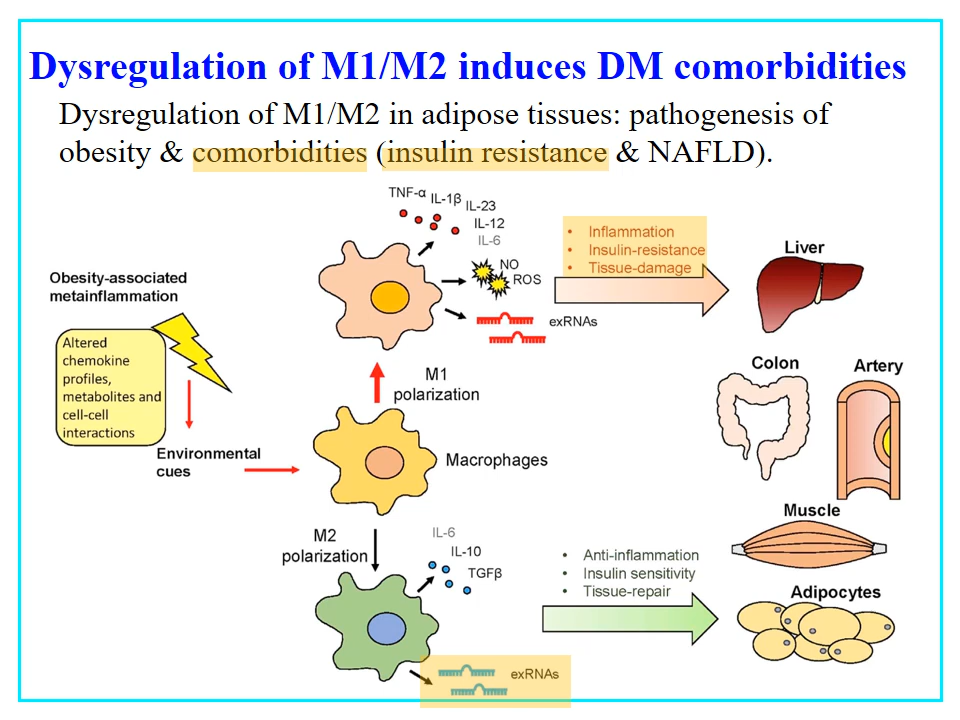 Dysregulation of M1/M2 induces DM comorbidities
Dysregulation of M1/M2 in adipose tissues: pathogenesis of
obesity & comorbidities (insulin resistance & NAFLD).
TNF-α IL-1β IL-23
IL-12
IL-6
NO
ROS
exRNAs
• Inflammation
• Insulin-resistance
• Tissue-damage
Liver
Obesity-associated
metainflammation
Altered
chemokine
profiles,
metabolites and
cell-cell
interactions
Environmental
cues
M1
polarization
Macrophages
Colon
Artery
Muscle
M2
polarization
IL-6
IL-10
TGFβ
• Anti-inflammation
• Insulin sensitivity
• Tissue-repair
Adipocytes
exRNAs